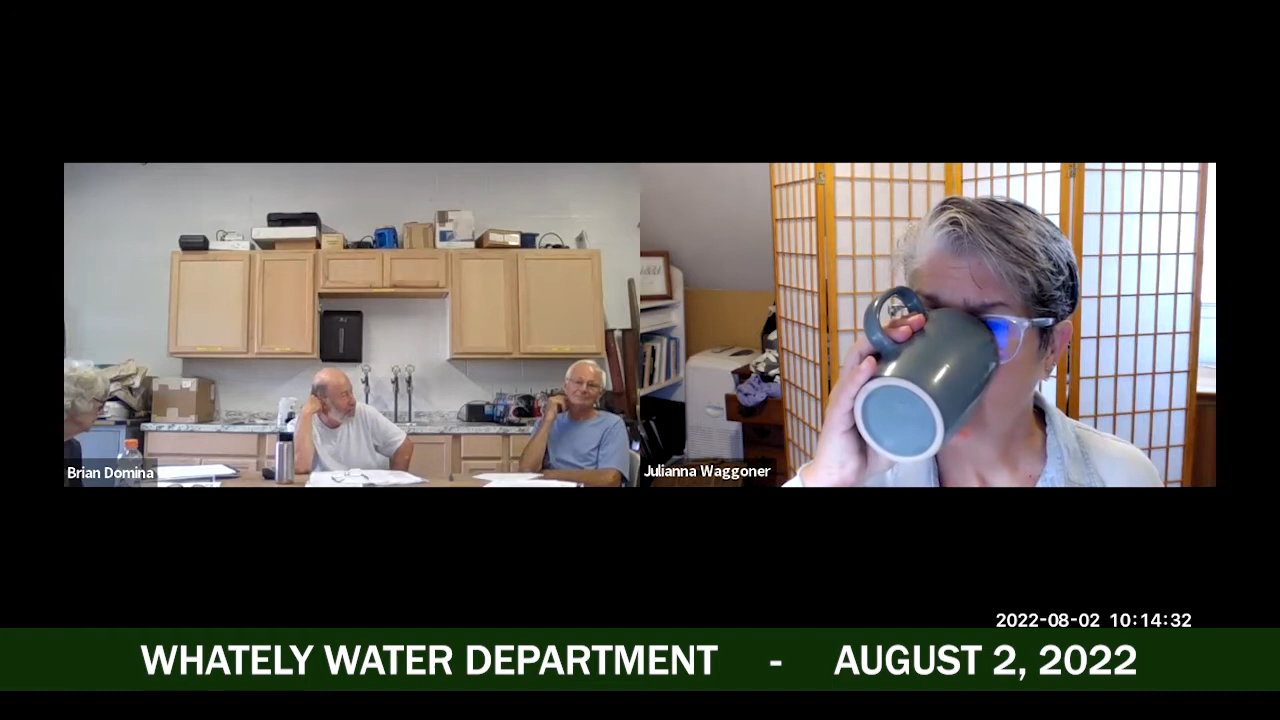 Brian Domina
Julianna Waggoner
2022-08-02 10:14:32
WHATELY WATER DEPARTMENT - AUGUST 2, 2022